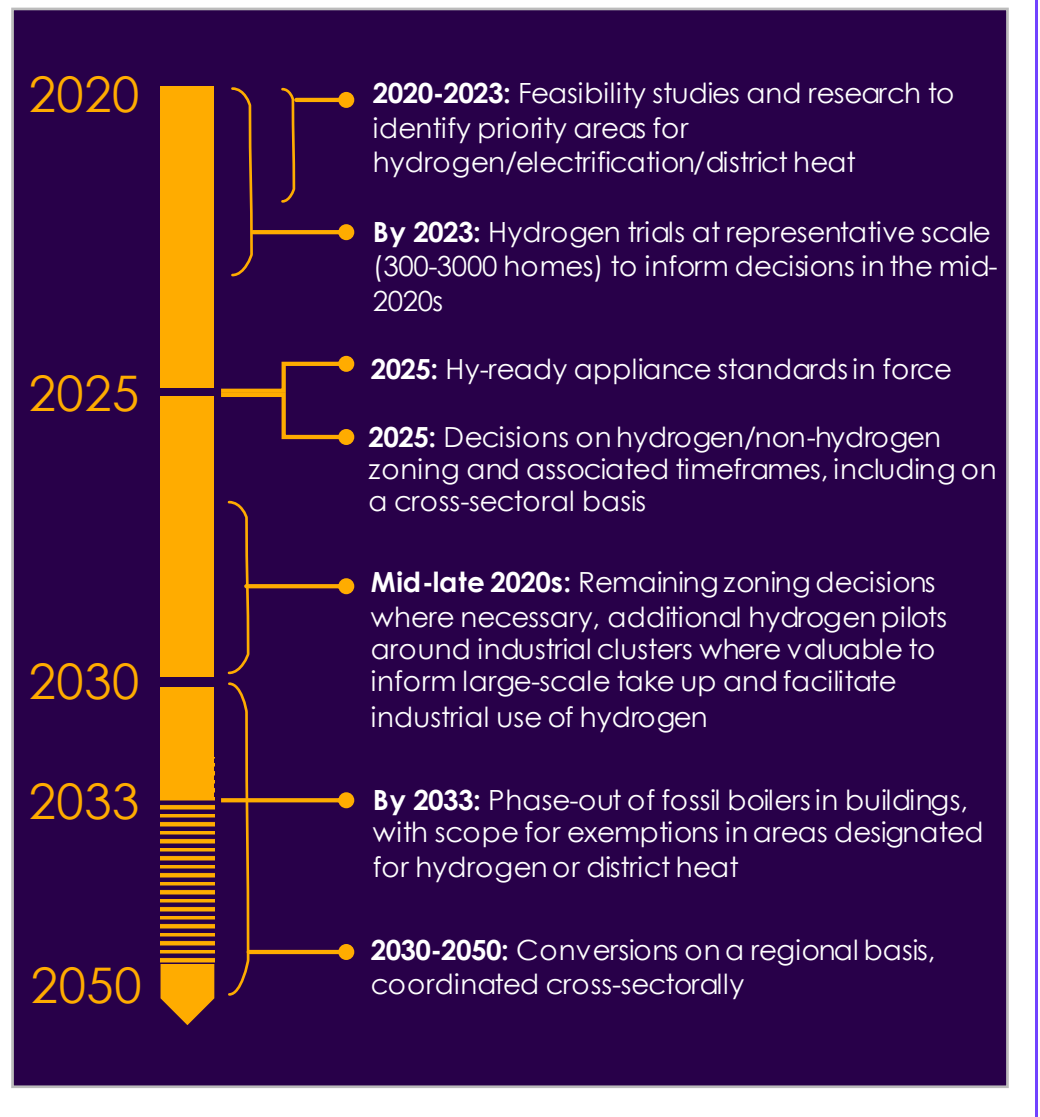 2020
2020-2023: Feasibility studies and research to
identify priority areas for
hydrogen/electrification/district heat
By 2023: Hydrogen trials at representative scale
(300-3000 homes) to inform decisions in the mid-
2020s
2025
2025: Hy-ready appliance standards in force
2025: Decisions on hydrogen/non-hydrogen
zoning and associated timeframes, including on
a cross-sectoral basis
Mid-late 2020s: Remaining zoning decisions
where necessary, additional hydrogen pilots
around industrial clusters where valuable to
inform large-scale take up and facilitate
industrial use of hydrogen
2030
2033
By 2033: Phase-out of fossil boilers in buildings,
with scope for exemptions in areas designated
for hydrogen or district heat
2030-2050: Conversions on a regional basis,
coordinated cross-sectorally
2050